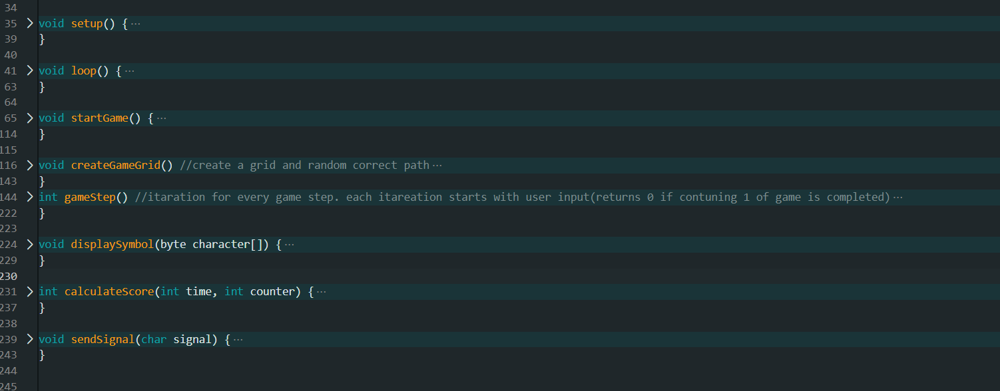 34
35 void setup() { ···
39 }
40
41 void loop() { ···
63 }
64
65 void startGame() { ···
114 }
115
116 void createGameGrid() //create a grid and random correct path ···
143 }
144 int gameStep() //itaration for every game step. each itareation starts with user input(returns 0 if contuning 1 of game is completed) ···
222 }
223
224 void displaySymbol(byte character[]) { ···
229 }
230
231 int calculateScore(int time, int counter) { ···
237 }
238
239 void sendSignal(char signal) { ···
243 }
244
245